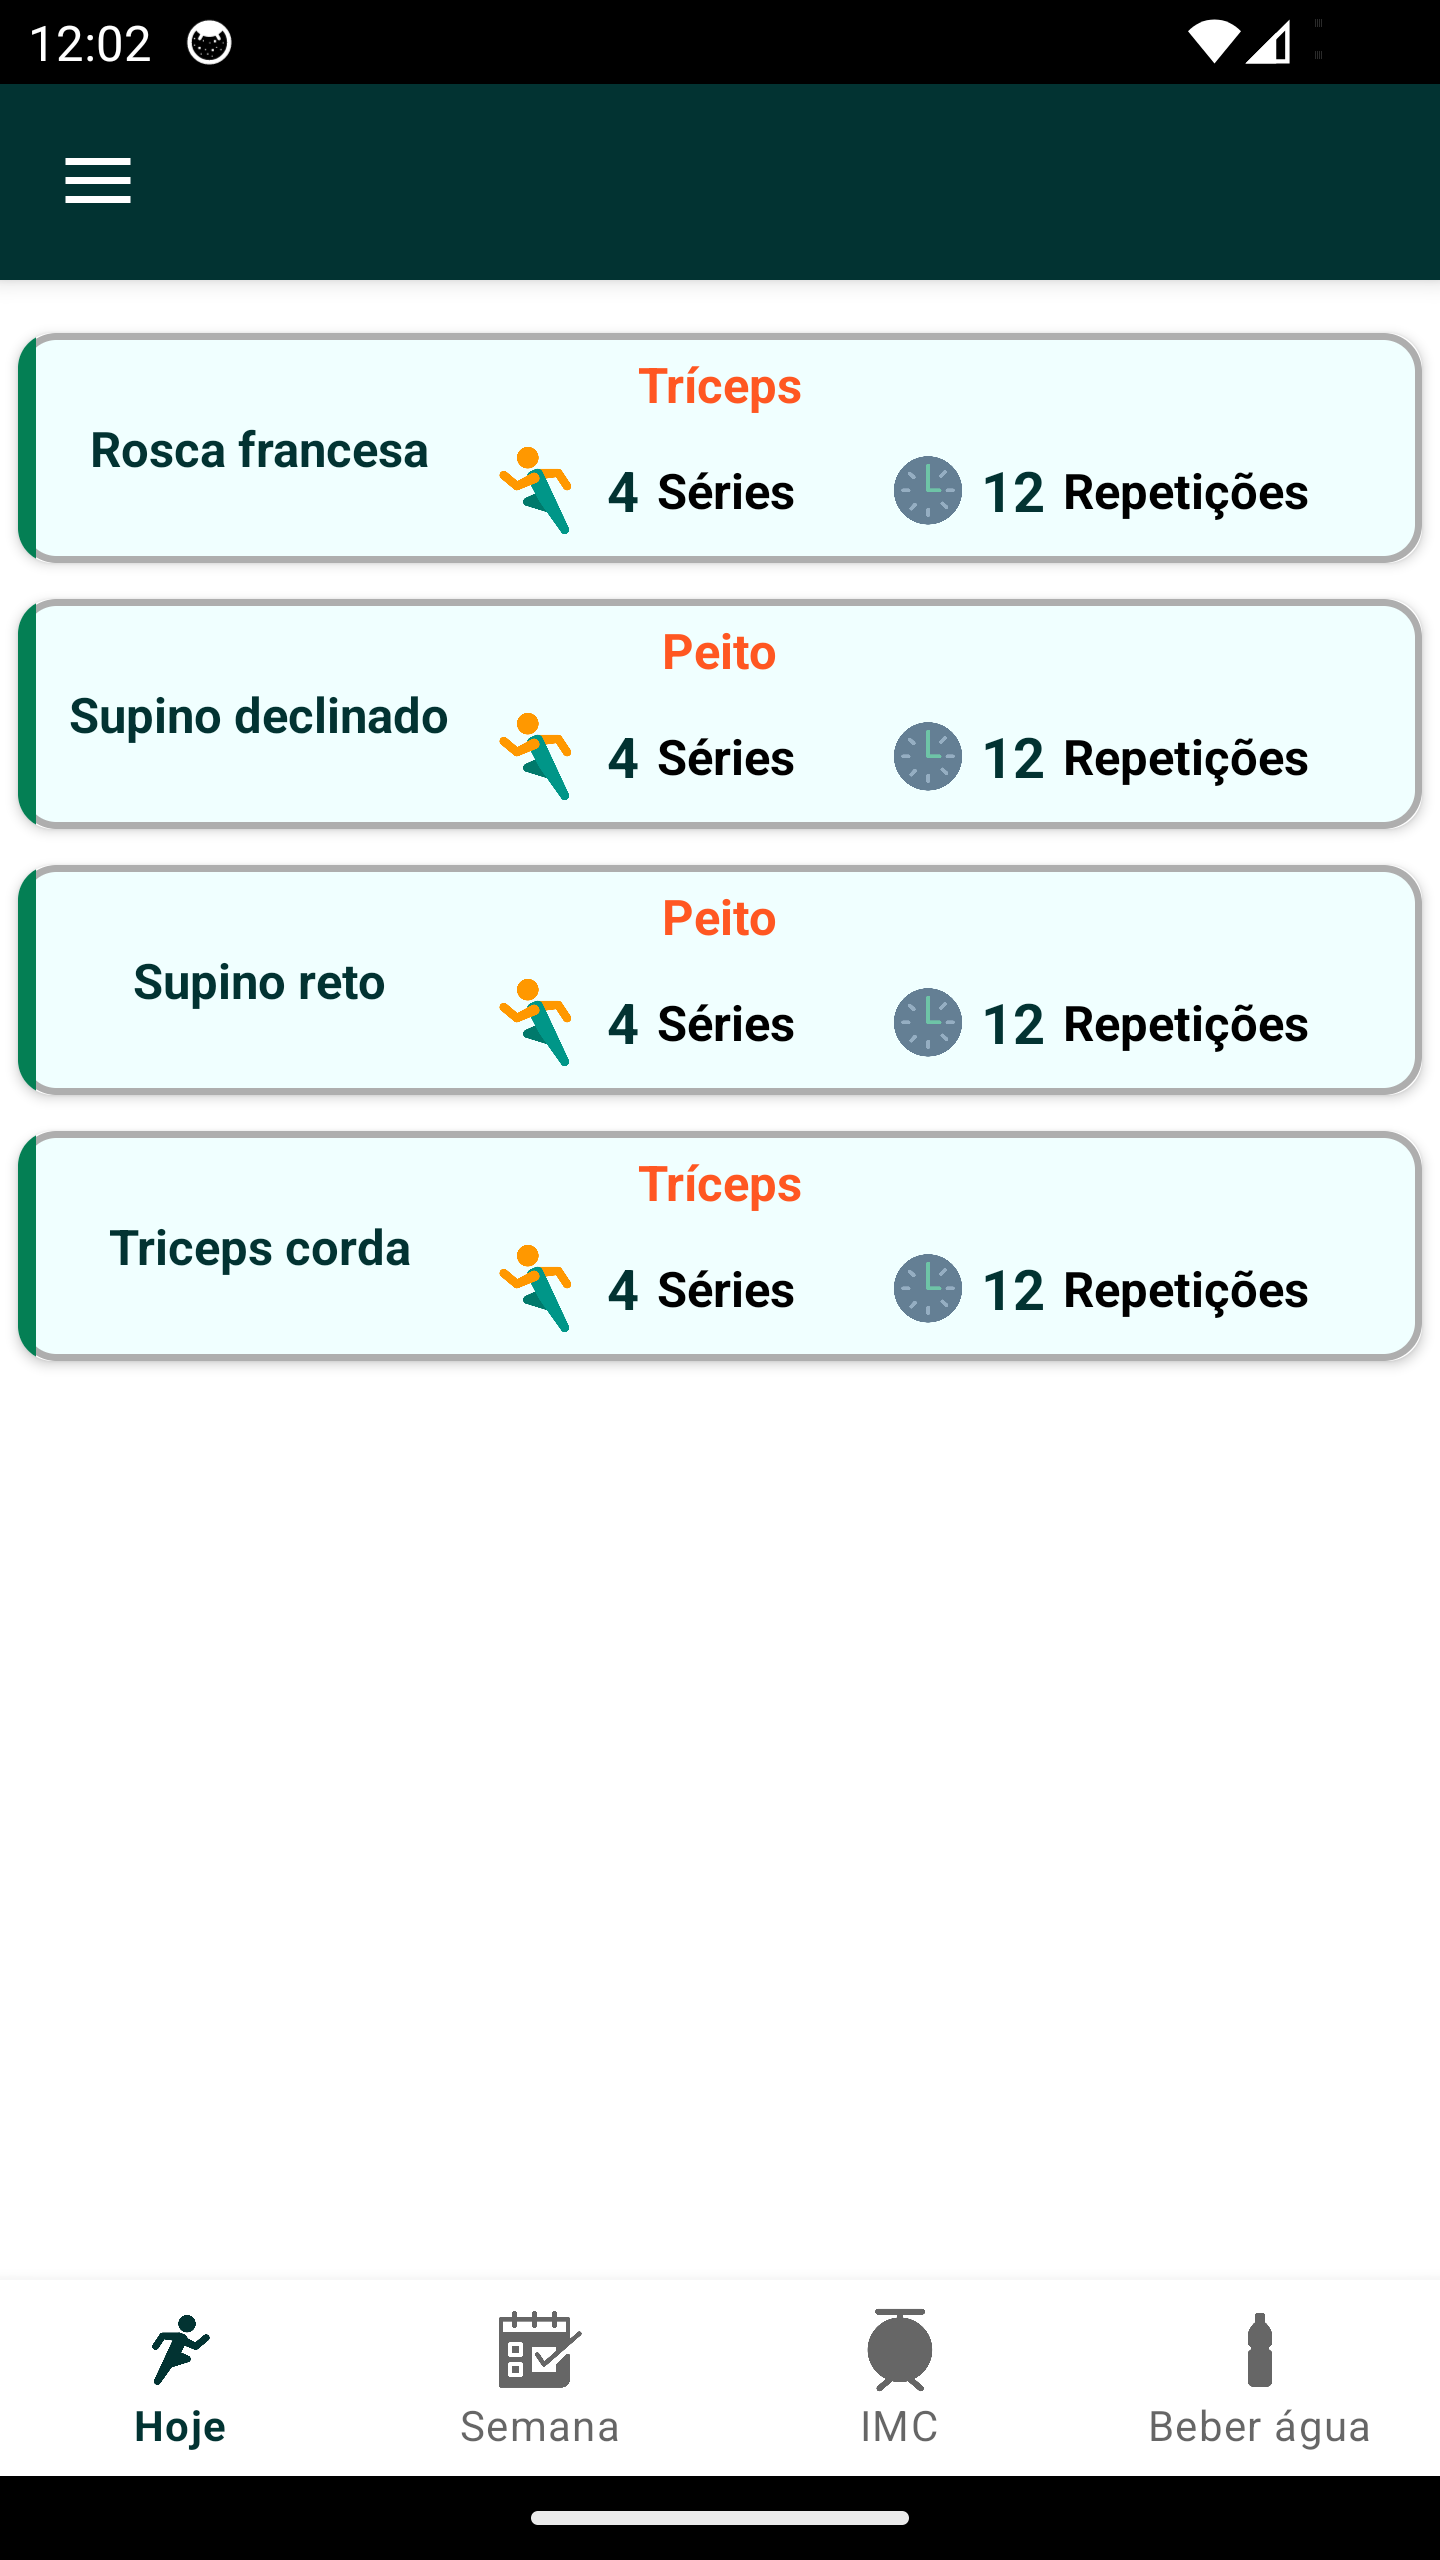 12:02
Tríceps
Rosca francesa
4 Séries
12 Repetições
Peito
Supino declinado
4 Séries
12 Repetições
Peito
Supino reto
4 Séries
12 Repetições
Tríceps
Triceps corda
4 Séries
12 Repetições
Hoje
Semana
IMC
Beber água